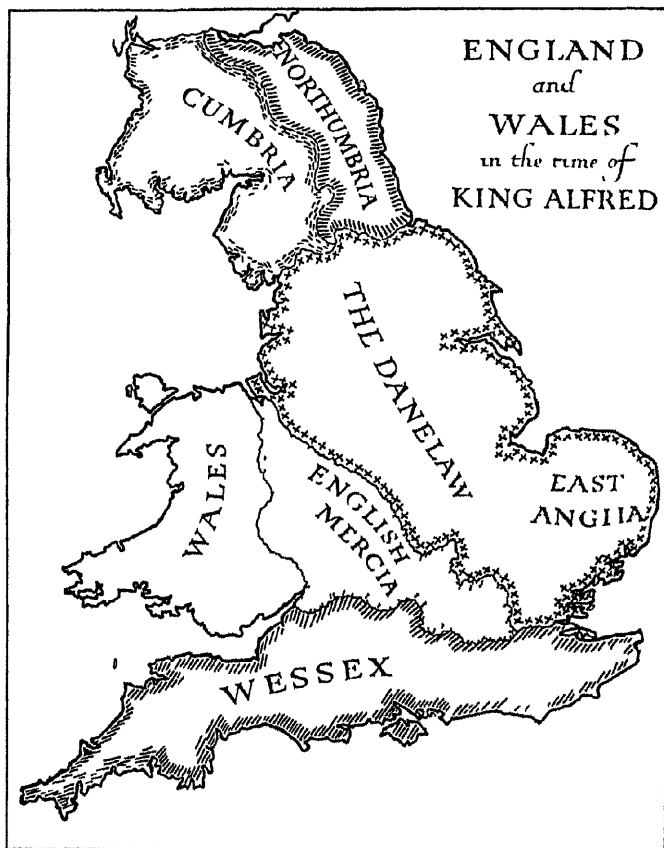 ENGLAND
and
WALES
in the time of
KING ALFRED
NORTHUMBRIA
CUMBRIA
THE DANELAW
EAST
ANGLIA
WALES
ENGLISH
MERCIA
WESSEX